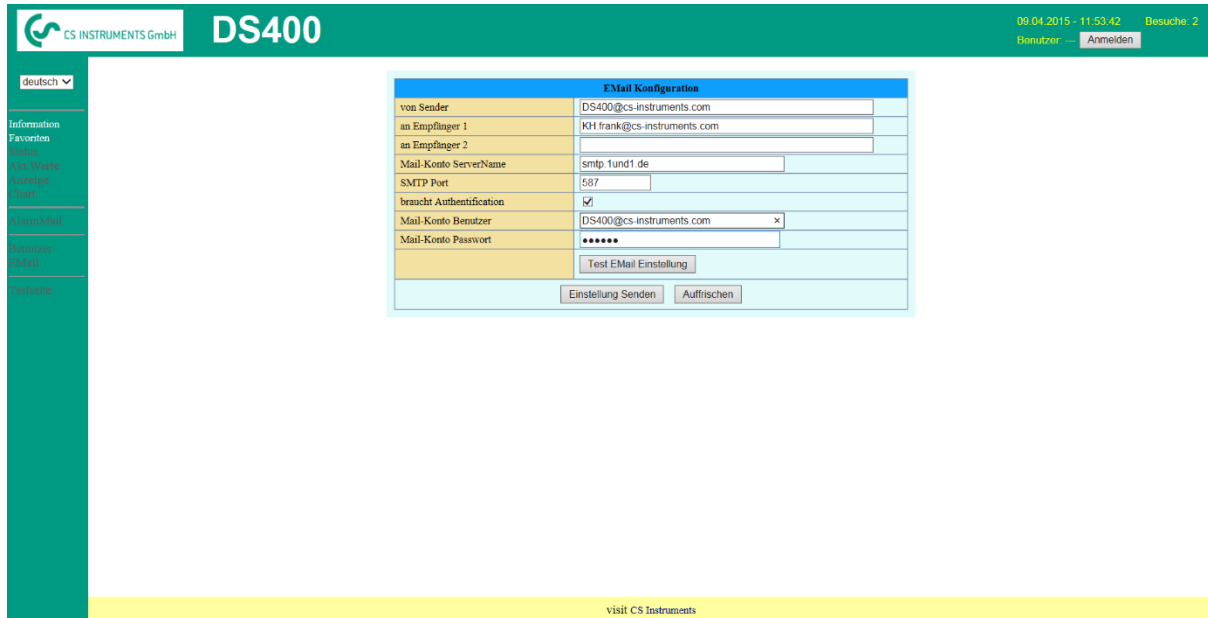 CS INSTRUMENTS GmbH
DS400
09.04.2015 - 11:53:42 Besuche: 2
Benutzer: --- Anmelden
deutsch
Information
Favoriten
Status
Akt.Werte
Anzeige
Chart
AlarmMail
Benutzer
EMail
Testseite
EMail Konfiguration
von Sender DS400@cs-instruments.com
an Empfänger 1 KH.frank@cs-instruments.com
an Empfänger 2
Mail-Konto ServerName smtp.1und1.de
SMTP Port 587
braucht Authentification
Mail-Konto Benutzer DS400@cs-instruments.com ×
Mail-Konto Passwort ●●●●●●
Test EMail Einstellung
Einstellung Senden Auffrischen
visit CS Instruments